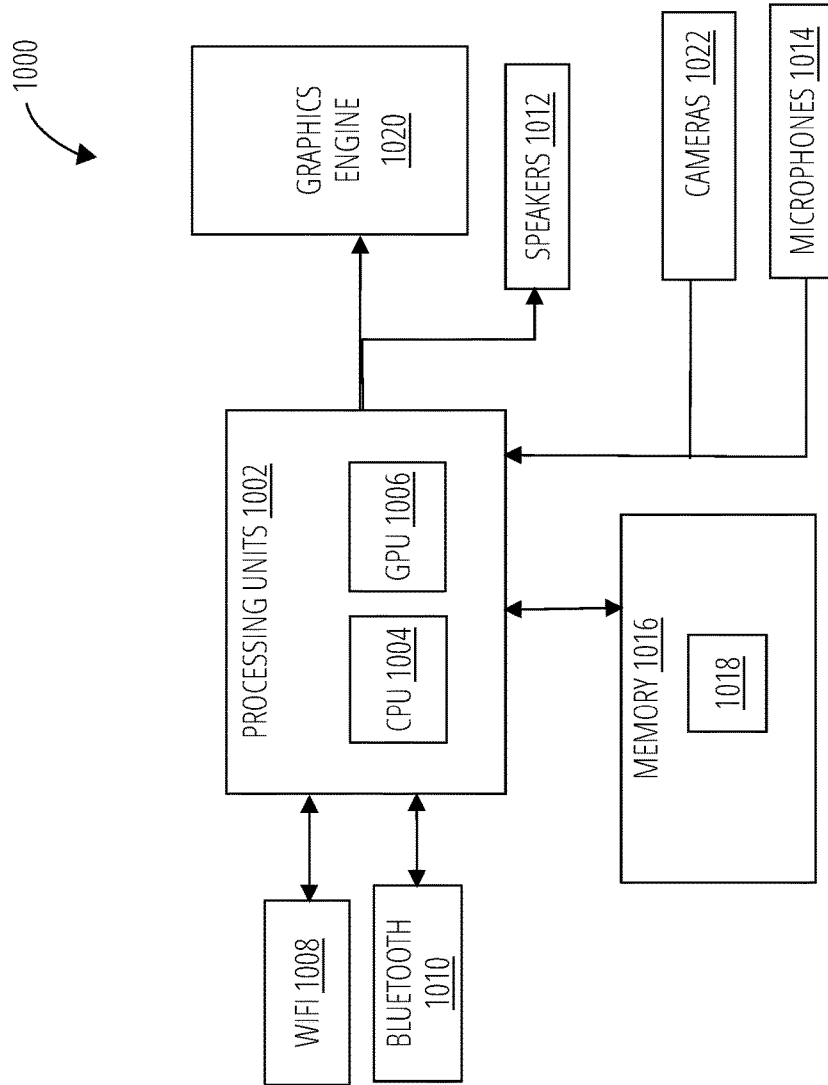 1000
GRAPHICS
ENGINE
1020
SPEAKERS 1012
CAMERAS 1022
MICROPHONES 1014
PROCESSING UNITS 1002
CPU 1004
GPU 1006
MEMORY 1016
1018
WIFI 1008
BLUETOOTH
1010